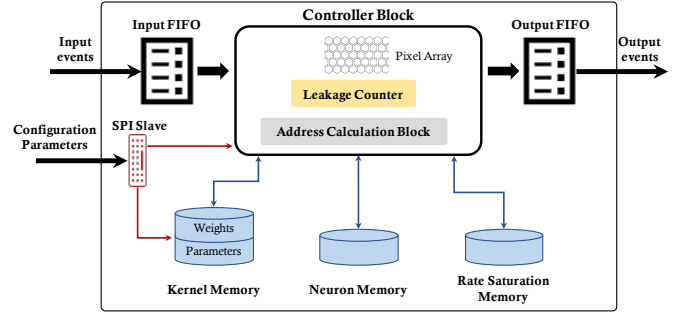 Controller Block
Input FIFO
Output FIFO
Input
events
Output
events
Pixel Array
Leakage Counter
SPI Slave
Configuration
Parameters
Address Calculation Block
Weights
Parameters
Kernel Memory
Neuron Memory
Rate Saturation
Memory